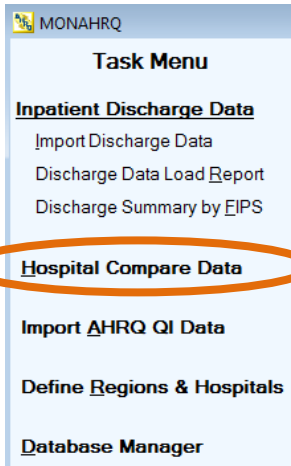 MONAHRQ
Task Menu
Inpatient Discharge Data
Import Discharge Data
Discharge Data Load Report
Discharge Summary by FIPS
Hospital Compare Data
Import AHRQ QI Data
Define Regions & Hospitals
Database Manager